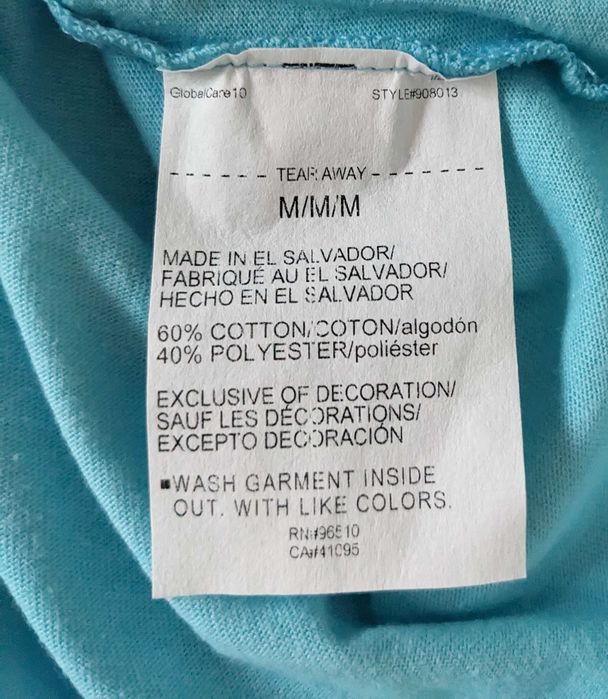 GlobalCare10 STYLE#908013
TEAR AWAY
M/M/M
MADE IN EL SALVADOR/
FABRIQUÉ AU EL SALVADOR/
HECHO EN EL SALVADOR
60% COTTON/COTON/algodón
40% POLYESTER/poliéster
EXCLUSIVE OF DECORATION/
SAUF LES DÉCORATIONS/
EXCEPTO DECORACIÓN
■WASH GARMENT INSIDE
OUT. WITH LIKE COLORS.
RN#96510
CA#41095